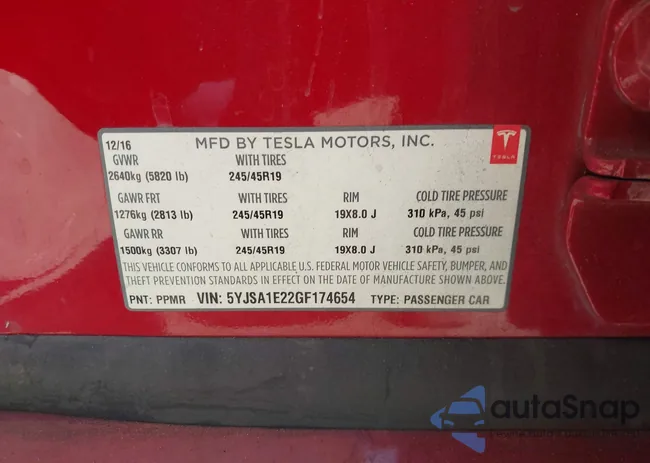 12/16 MFD BY TESLA MOTORS, INC.
TESLA
GVWR WITH TIRES
2640kg (5820 lb) 245/45R19
GAWR FRT WITH TIRES RIM COLD TIRE PRESSURE
1276kg (2813 lb) 245/45R19 19X8.0 J 310 kPa, 45 psi
GAWR RR WITH TIRES RIM COLD TIRE PRESSURE
1500kg (3307 lb) 245/45R19 19X8.0 J 310 kPa, 45 psi
THIS VEHICLE CONFORMS TO ALL APPLICABLE U.S. FEDERAL MOTOR VEHICLE SAFETY, BUMPER, AND
THEFT PREVENTION STANDARDS IN EFFECT ON THE DATE OF MANUFACTURE SHOWN ABOVE.
PNT: PPMR VIN: 5YJSA1E22GF174654 TYPE: PASSENGER CAR
autaSnap